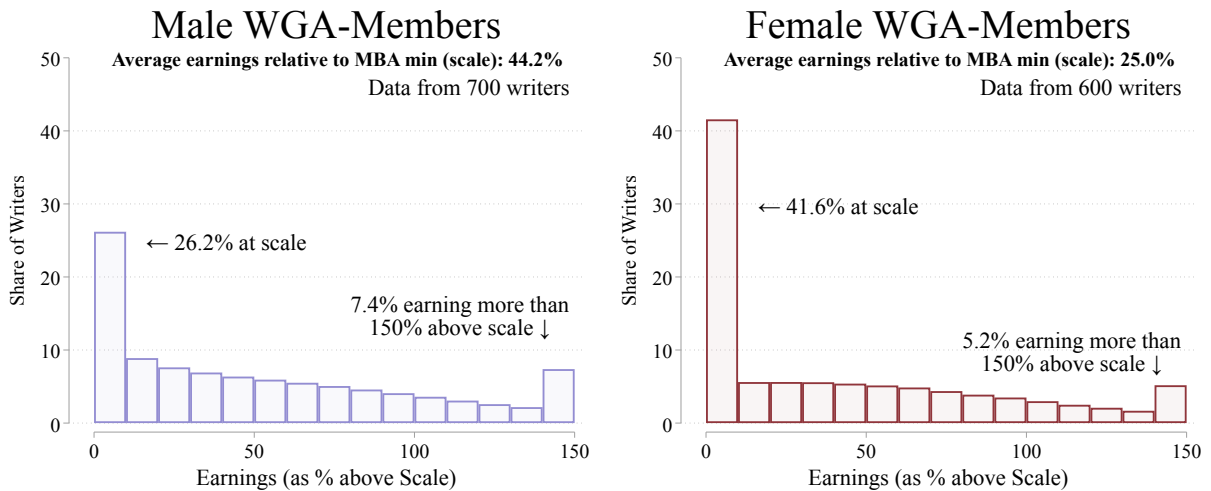 Male WGA-Members
Average earnings relative to MBA min (scale): 44.2%
Data from 700 writers
50
40
30
20
10
0
Share of Writers
← 26.2% at scale
7.4% earning more than
150% above scale ↓
0 50 100 150
Earnings (as % above Scale)
Female WGA-Members
Average earnings relative to MBA min (scale): 25.0%
Data from 600 writers
50
40
30
20
10
0
Share of Writers
← 41.6% at scale
5.2% earning more than
150% above scale ↓
0 50 100 150
Earnings (as % above Scale)